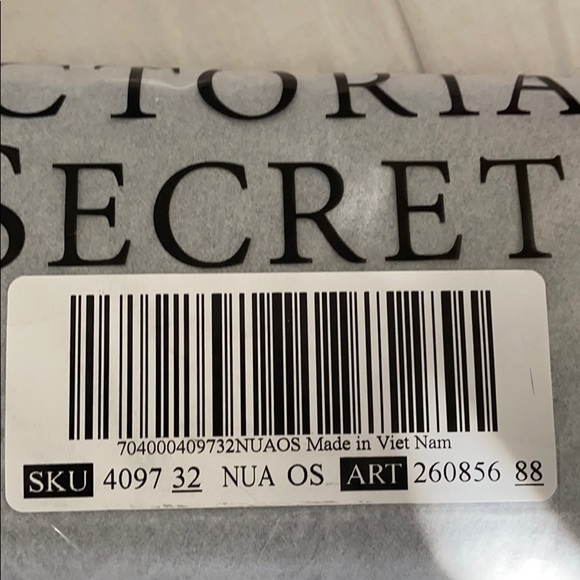 CTORIA
SECRET
704000409732NUAOS Made in Viet Nam
SKU 4097 32 NUA OS ART 260856 88